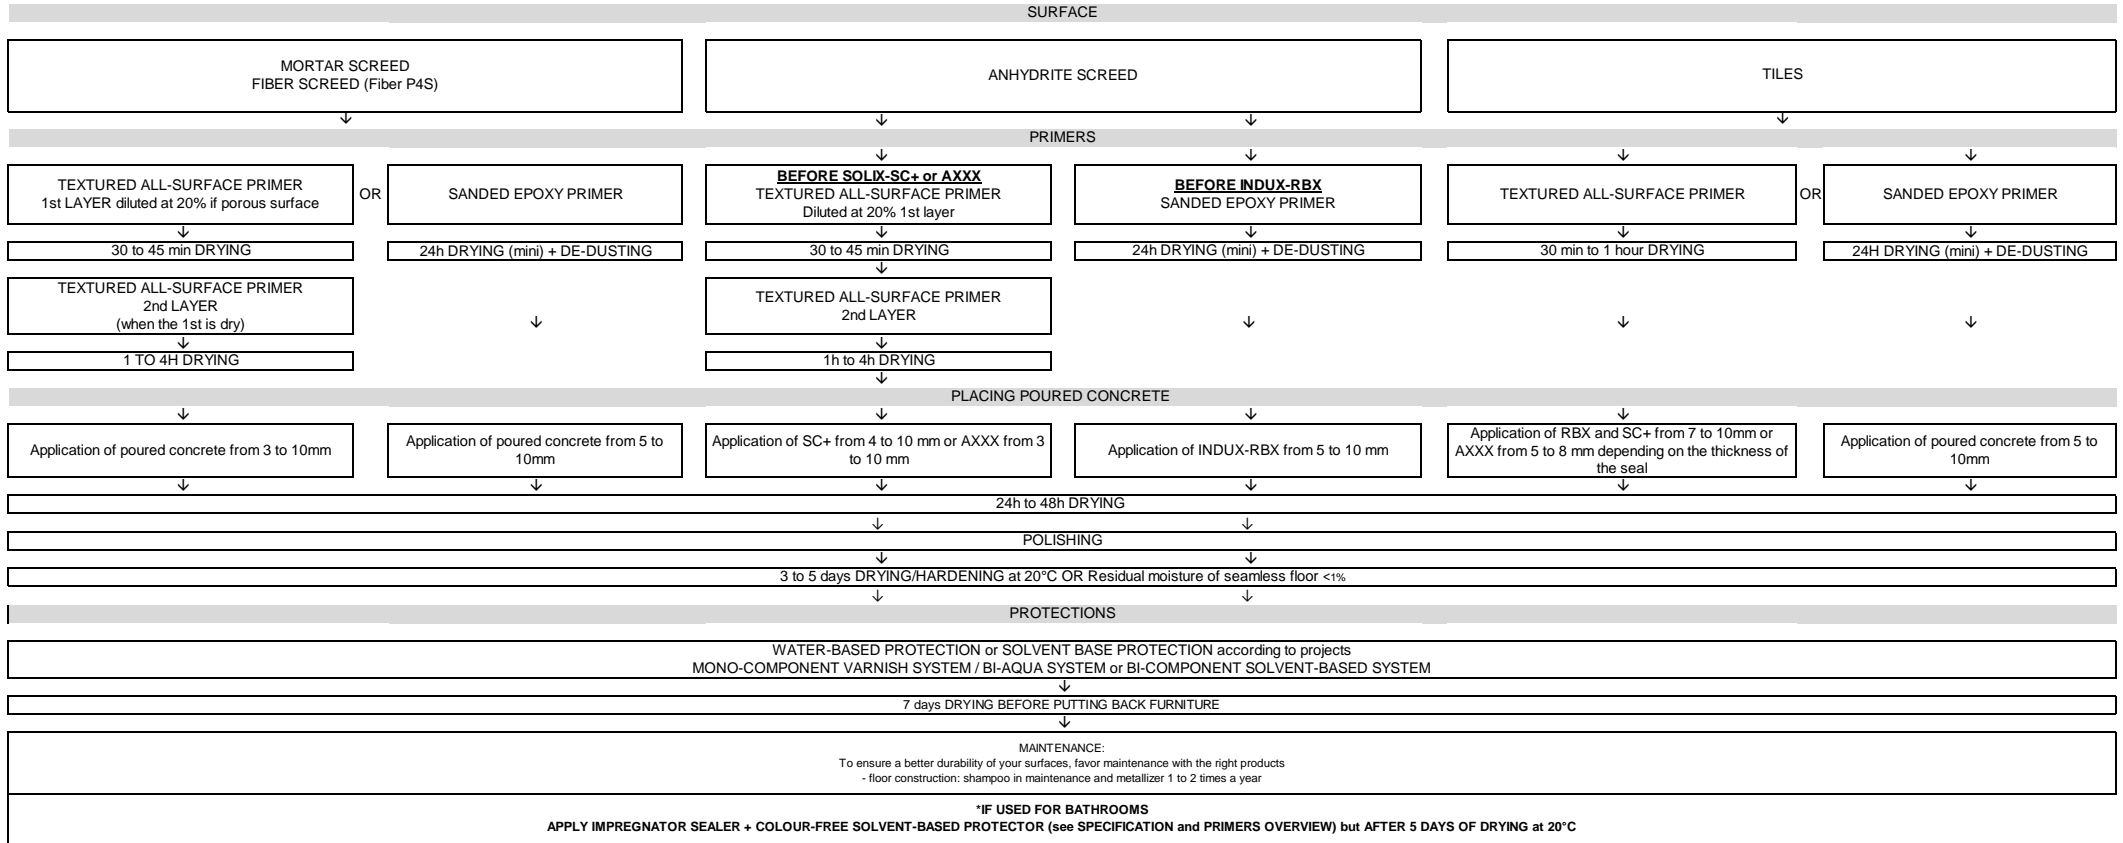 SURFACE
MORTAR SCREED
FIBER SCREED (Fiber P4S)
ANHYDRITE SCREED
TILES
PRIMERS
TEXTURED ALL-SURFACE PRIMER
1st LAYER diluted at 20% if porous surface
OR
SANDED EPOXY PRIMER
BEFORE SOLIX-SC+ or AXXX
TEXTURED ALL-SURFACE PRIMER
Diluted at 20% 1st layer
BEFORE INDUX-RBX
SANDED EPOXY PRIMER
TEXTURED ALL-SURFACE PRIMER
OR
SANDED EPOXY PRIMER
30 to 45 min DRYING
24h DRYING (mini) + DE-DUSTING
30 to 45 min DRYING
24h DRYING (mini) + DE-DUSTING
30 min to 1 hour DRYING
24H DRYING (mini) + DE-DUSTING
TEXTURED ALL-SURFACE PRIMER
2nd LAYER
(when the 1st is dry)
TEXTURED ALL-SURFACE PRIMER
2nd LAYER
1 TO 4H DRYING
1h to 4h DRYING
PLACING POURED CONCRETE
Application of poured concrete from 3 to 10mm
Application of poured concrete from 5 to
10mm
Application of SC+ from 4 to 10 mm or AXXX from 3
to 10 mm
Application of INDUX-RBX from 5 to 10 mm
Application of RBX and SC+ from 7 to 10mm or
AXXX from 5 to 8 mm depending on the thickness of
the seal
Application of poured concrete from 5 to
10mm
24h to 48h DRYING
POLISHING
3 to 5 days DRYING/HARDENING at 20°C OR Residual moisture of seamless floor <1%
PROTECTIONS
WATER-BASED PROTECTION or SOLVENT BASE PROTECTION according to projects
MONO-COMPONENT VARNISH SYSTEM / BI-AQUA SYSTEM or BI-COMPONENT SOLVENT-BASED SYSTEM
7 days DRYING BEFORE PUTTING BACK FURNITURE
MAINTENANCE:
To ensure a better durability of your surfaces, favor maintenance with the right products
- floor construction: shampoo in maintenance and metallizer 1 to 2 times a year
*IF USED FOR BATHROOMS
APPLY IMPREGNATOR SEALER + COLOUR-FREE SOLVENT-BASED PROTECTOR (see SPECIFICATION and PRIMERS OVERVIEW) but AFTER 5 DAYS OF DRYING at 20°C